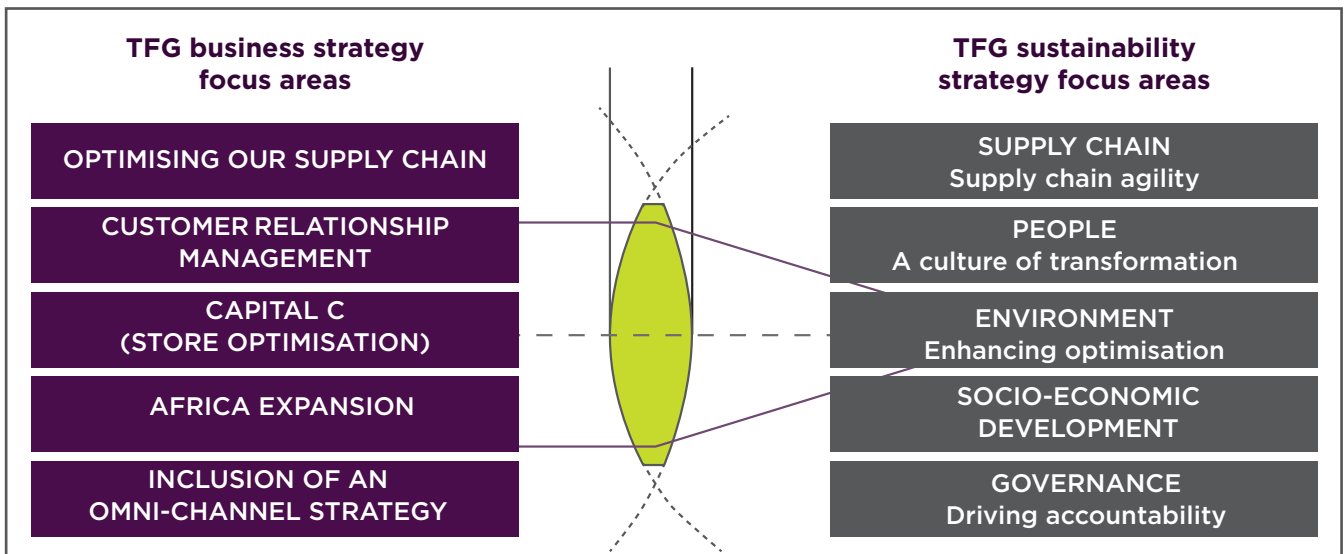 TFG business strategy
focus areas
OPTIMISING OUR SUPPLY CHAIN
CUSTOMER RELATIONSHIP
MANAGEMENT
CAPITAL C
(STORE OPTIMISATION)
AFRICA EXPANSION
INCLUSION OF AN
OMNI-CHANNEL STRATEGY
TFG sustainability
strategy focus areas
SUPPLY CHAIN
Supply chain agility
PEOPLE
A culture of transformation
ENVIRONMENT
Enhancing optimisation
SOCIO-ECONOMIC
DEVELOPMENT
GOVERNANCE
Driving accountability